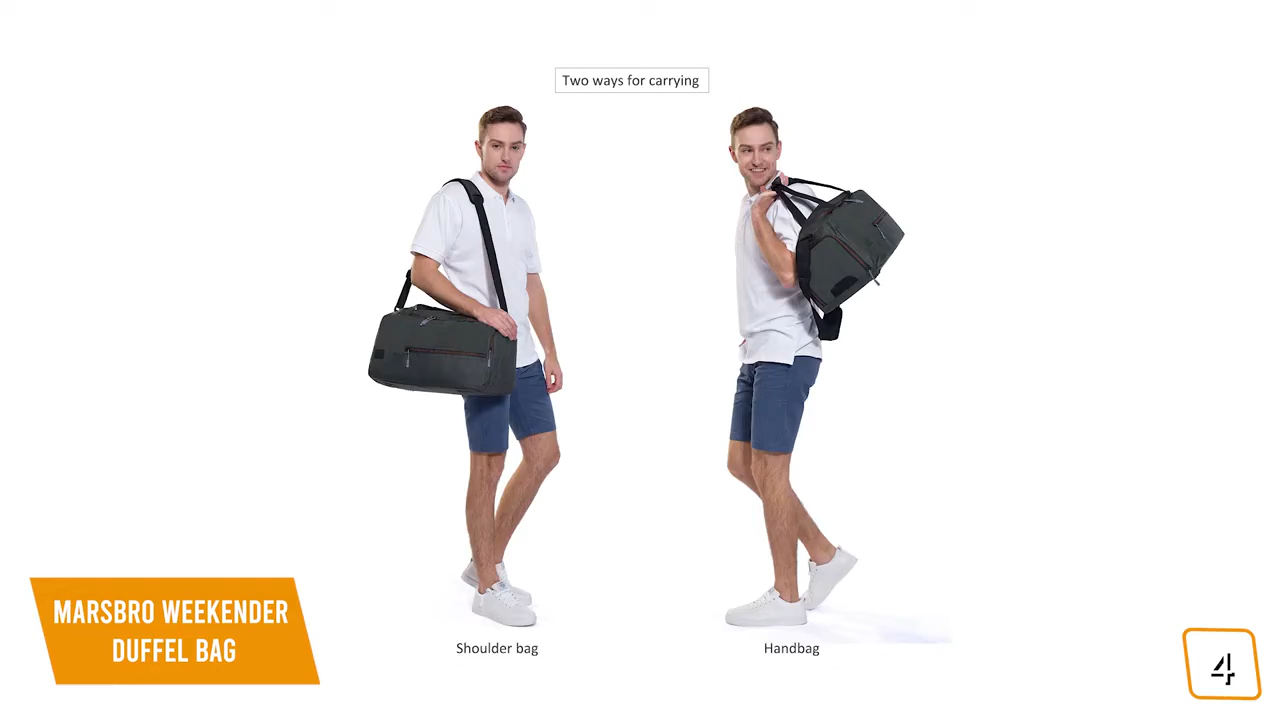 Two ways for carrying
Shoulder bag
Handbag
MARSBRO WEEKENDER
DUFFEL BAG
4